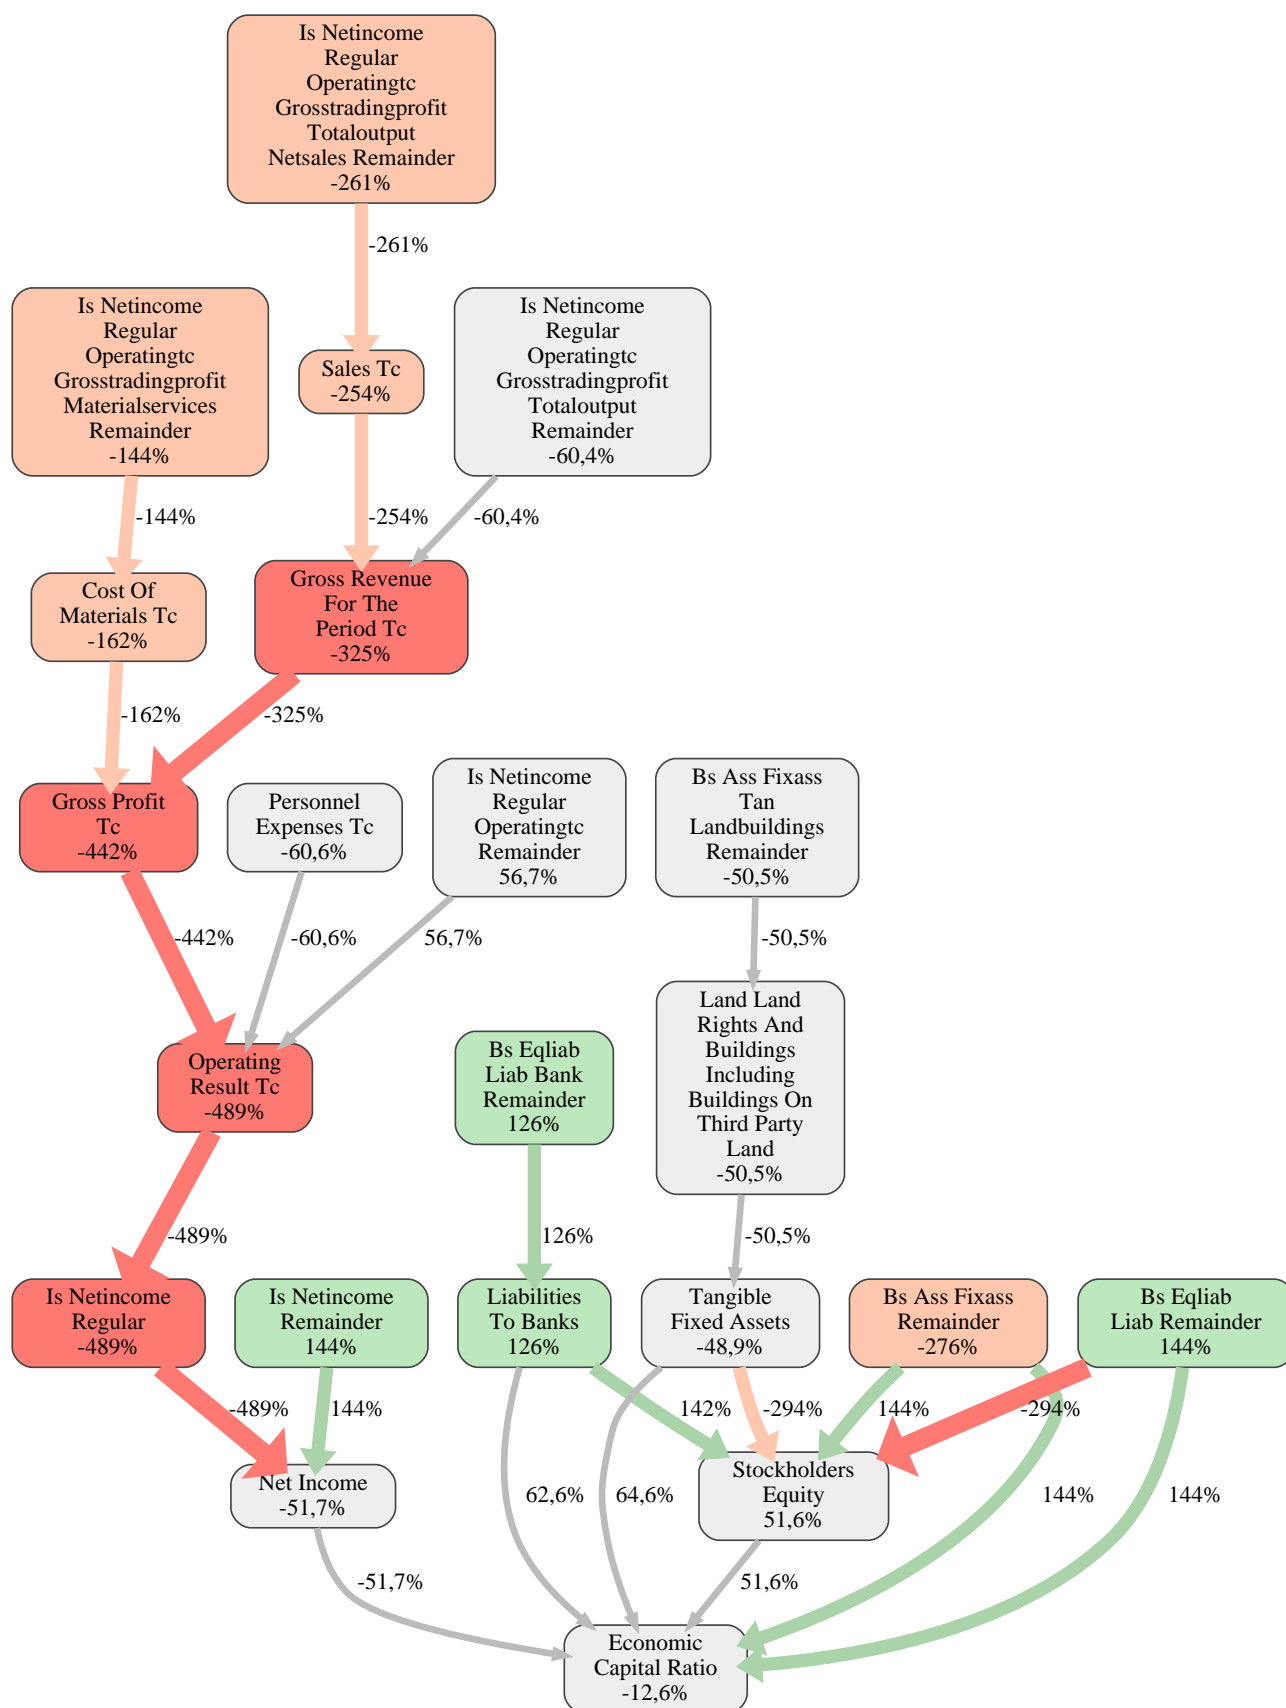 Is Netincome
Regular
Operatingtc
Grosstradingprofit
Totaloutput
Netsales Remainder
-261%
-261%
Is Netincome
Regular
Operatingtc
Grosstradingprofit
Materialservices
Remainder
-144%
Sales Tc
-254%
Is Netincome
Regular
Operatingtc
Grosstradingprofit
Totaloutput
Remainder
-60,4%
-144%
-254%
-60,4%
Cost Of
Materials Tc
-162%
Gross Revenue
For The
Period Tc
-325%
-162%
-325%
Gross Profit
Tc
-442%
Personnel
Expenses Tc
-60,6%
Is Netincome
Regular
Operatingtc
Remainder
56,7%
Bs Ass Fixass
Tan
Landbuildings
Remainder
-50,5%
-442%
-60,6%
56,7%
-50,5%
Operating
Result Tc
-489%
Bs Eqliab
Liab Bank
Remainder
126%
Land Land
Rights And
Buildings
Including
Buildings On
Third Party
Land
-50,5%
-489%
126%
-50,5%
Is Netincome
Regular
-489%
Is Netincome
Remainder
144%
Liabilities
To Banks
126%
Tangible
Fixed Assets
-48,9%
Bs Ass Fixass
Remainder
-276%
Bs Eqliab
Liab Remainder
144%
-489%
144%
142%
-294%
144%
-294%
Net Income
-51,7%
62,6%
64,6%
Stockholders
Equity
51,6%
144%
144%
-51,7%
51,6%
Economic
Capital Ratio
-12,6%